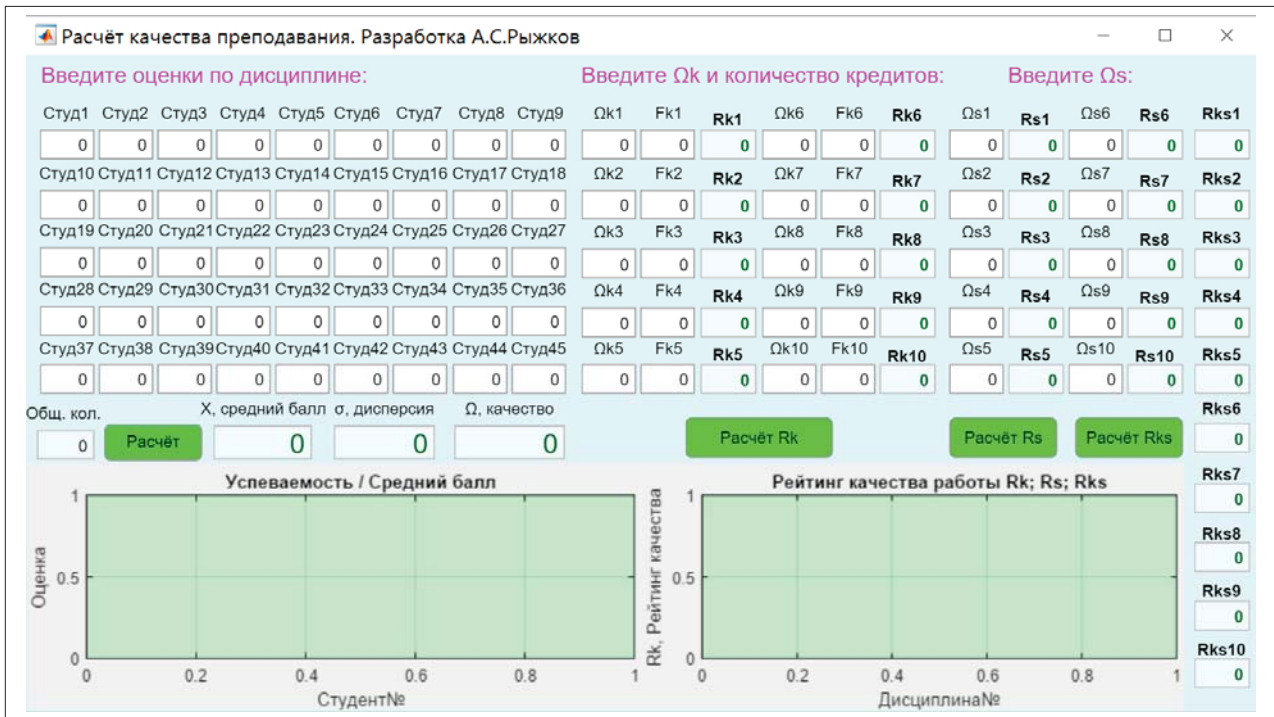 Расчёт качества преподавания. Разработка А.С.Рыжков
Введите оценки по дисциплине: Введите Ωk и количество кредитов: Введите Ωs:
Студ1 Студ2 Студ3 Студ4 Студ5 Студ6 Студ7 Студ8 Студ9 Ωk1 Fk1 Rk1 Ωk6 Fk6 Rk6 Ωs1 Rs1 Ωs6 Rs6 Rks1
0 0 0 0 0 0 0 0 0 0 0 0 0 0 0 0 0 0 0 0
Студ10 Студ11 Студ12 Студ13 Студ14 Студ15 Студ16 Студ17 Студ18 Ωk2 Fk2 Rk2 Ωk7 Fk7 Rk7 Ωs2 Rs2 Ωs7 Rs7 Rks2
0 0 0 0 0 0 0 0 0 0 0 0 0 0 0 0 0 0 0 0
Студ19 Студ20 Студ21 Студ22 Студ23 Студ24 Студ25 Студ26 Студ27 Ωk3 Fk3 Rk3 Ωk8 Fk8 Rk8 Ωs3 Rs3 Ωs8 Rs8 Rks3
0 0 0 0 0 0 0 0 0 0 0 0 0 0 0 0 0 0 0 0
Студ28 Студ29 Студ30 Студ31 Студ32 Студ33 Студ34 Студ35 Студ36 Ωk4 Fk4 Rk4 Ωk9 Fk9 Rk9 Ωs4 Rs4 Ωs9 Rs9 Rks4
0 0 0 0 0 0 0 0 0 0 0 0 0 0 0 0 0 0 0 0
Студ37 Студ38 Студ39 Студ40 Студ41 Студ42 Студ43 Студ44 Студ45 Ωk5 Fk5 Rk5 Ωk10 Fk10 Rk10 Ωs5 Rs5 Ωs10 Rs10 Rks5
0 0 0 0 0 0 0 0 0 0 0 0 0 0 0 0 0 0 0 0
Общ. кол. X, средний балл σ, дисперсия Ω, качество Rks6
0 Расчёт 0 0 0 Расчёт Rk Расчёт Rs Расчёт Rks 0
Успеваемость / Средний балл
1
0.5
0
Оценка
0 0.2 0.4 0.6 0.8 1
Студент№
Рейтинг качества работы Rk; Rs; Rks
1
0.5
0
Rk, Рейтинг качества
0 0.2 0.4 0.6 0.8 1
Дисциплина№
Rks7
0
Rks8
0
Rks9
0
Rks10
0